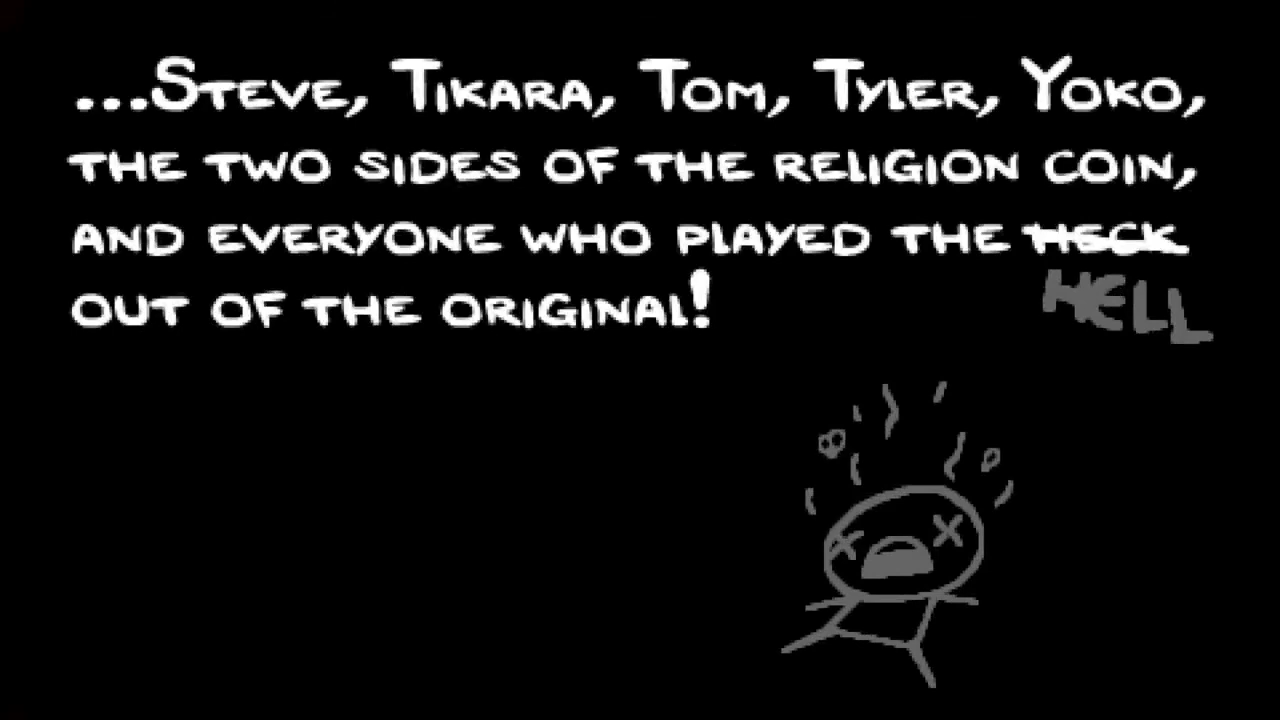 ...Steve, Tikara, Tom, Tyler, Yoko,
the two sides of the religion coin,
and everyone who played the heck
HELL
out of the original!